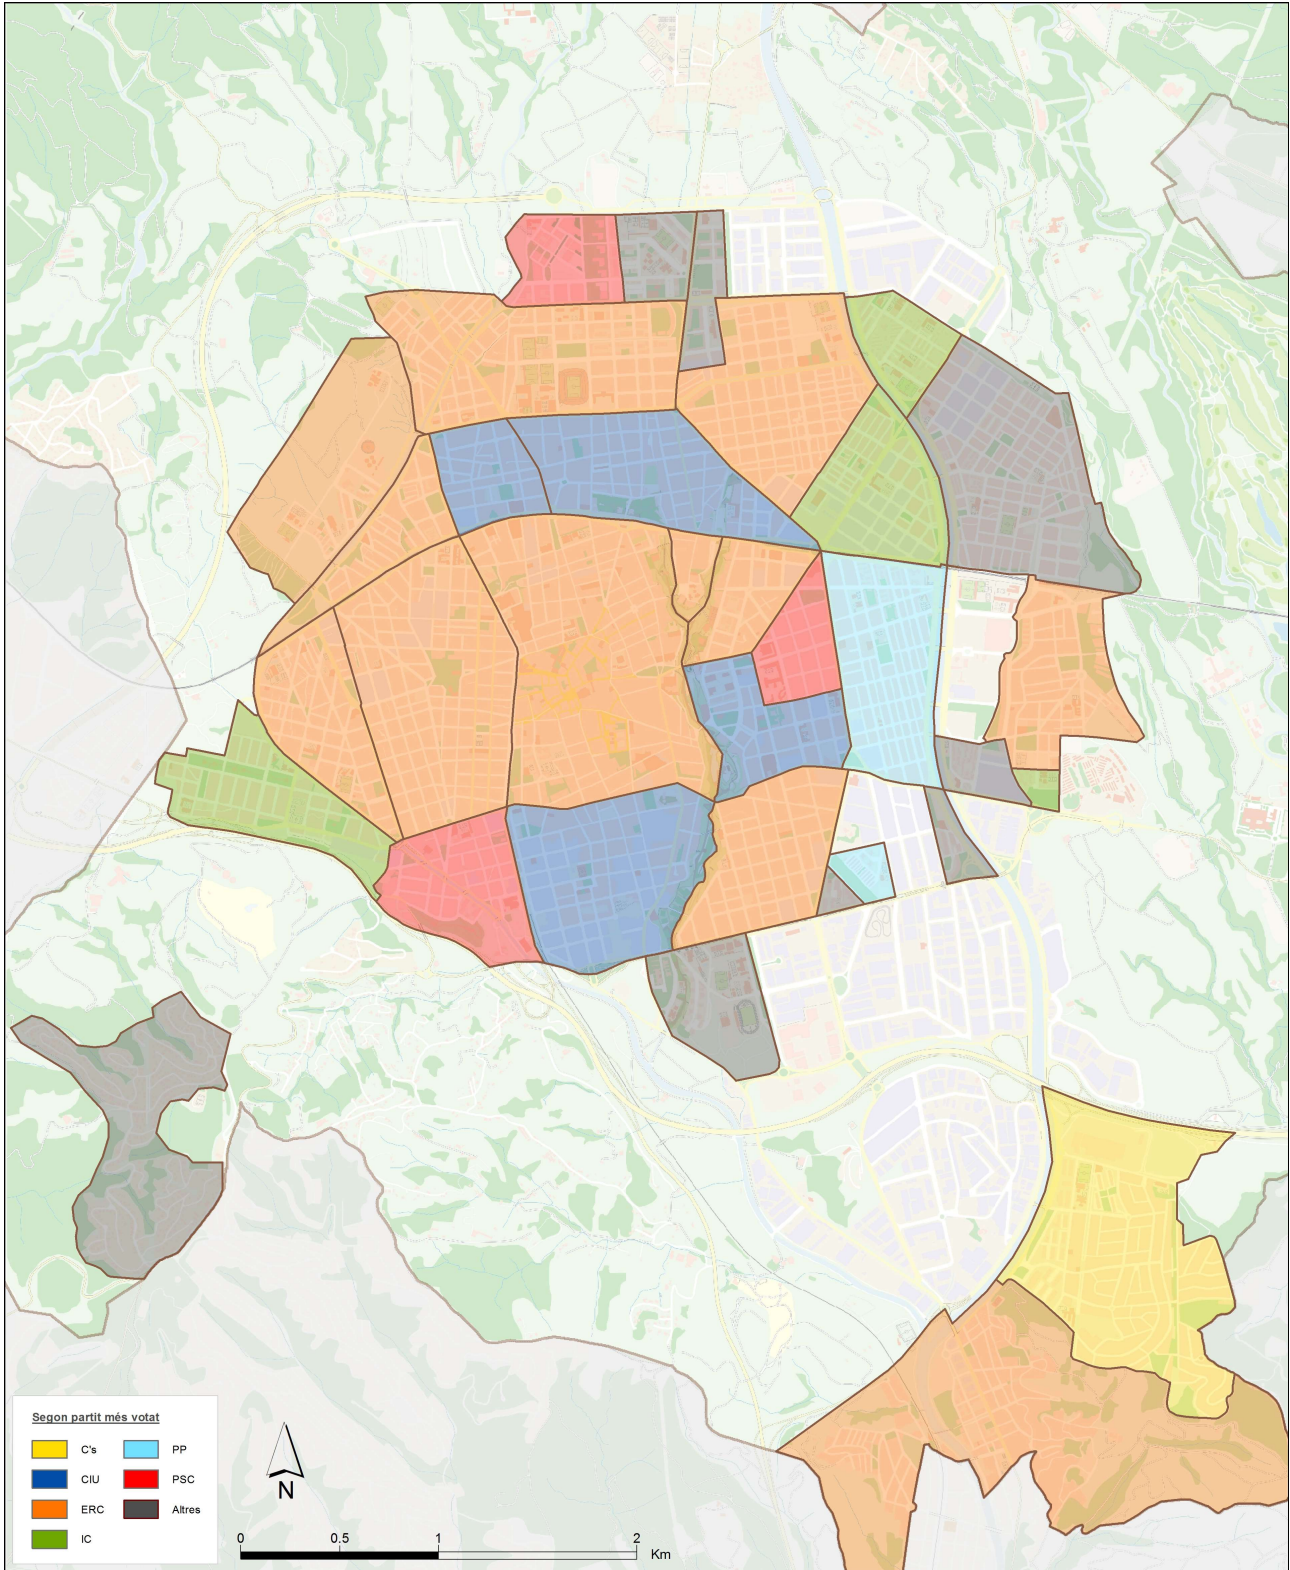 Segon partit més votat
C's
PP
CIU
PSC
ERC
Altres
IC
N
0 0.5 1 2
Km